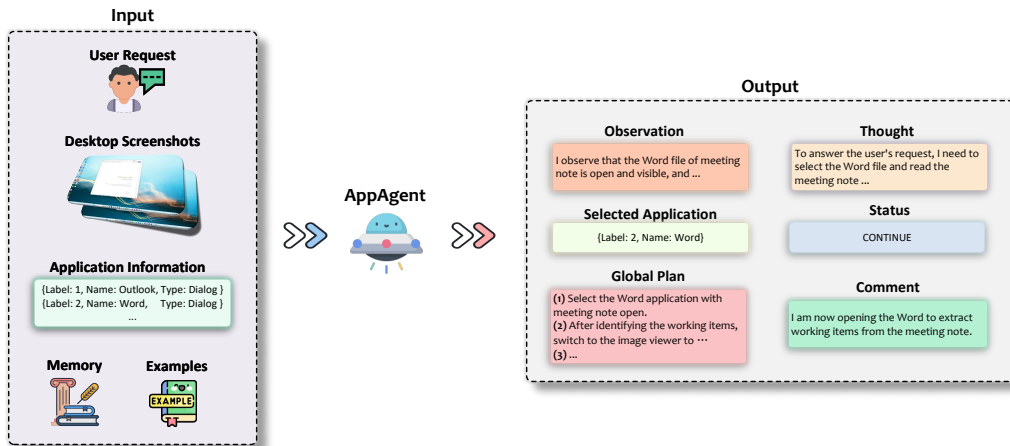 Input
User Request
Desktop Screenshots
Application Information
{Label: 1, Name: Outlook, Type: Dialog }
{Label: 2, Name: Word, Type: Dialog }
...
Memory
Examples
EXAMPLE
AppAgent
Output
Observation
I observe that the Word file of meeting
note is open and visible, and ...
Thought
To answer the user's request, I need to
select the Word file and read the
meeting note ...
Selected Application
{Label: 2, Name: Word}
Status
CONTINUE
Global Plan
(1) Select the Word application with
meeting note open.
(2) After identifying the working items,
switch to the image viewer to ⋯
(3) ...
Comment
I am now opening the Word to extract
working items from the meeting note.